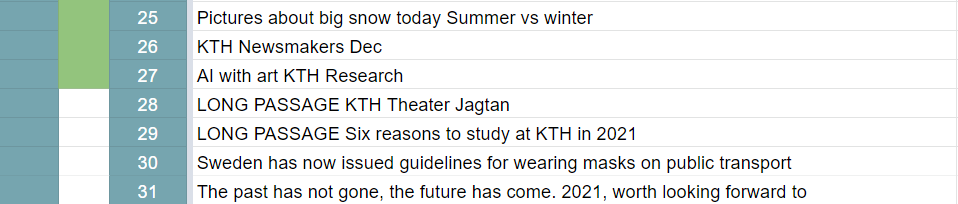 25 Pictures about big snow today Summer vs winter
26 KTH Newsmakers Dec
27 AI with art KTH Research
28 LONG PASSAGE KTH Theater Jagtan
29 LONG PASSAGE Six reasons to study at KTH in 2021
30 Sweden has now issued guidelines for wearing masks on public transport
31 The past has not gone, the future has come. 2021, worth looking forward to